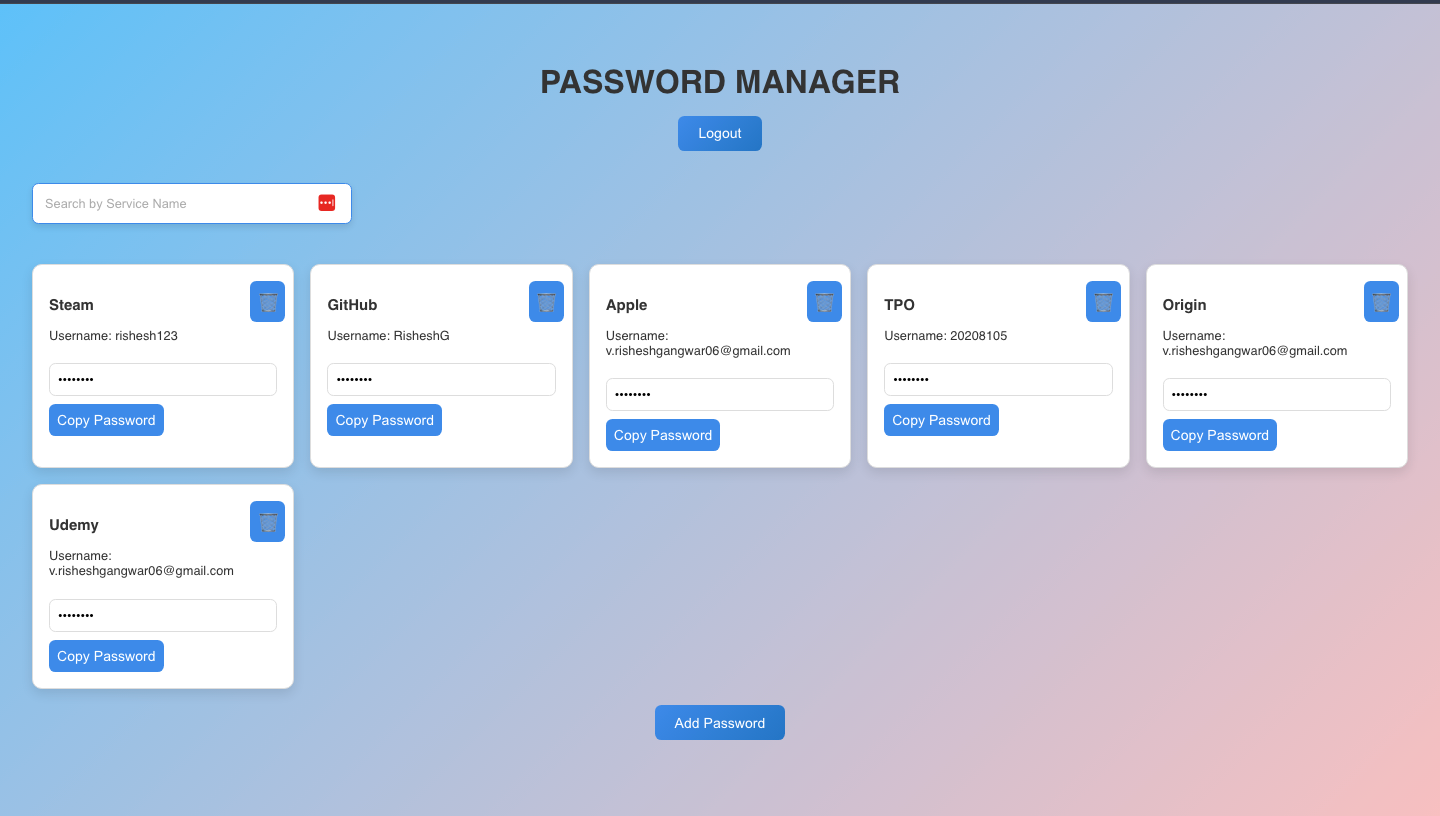 PASSWORD MANAGER
Logout
Search by Service Name
Steam
Username: rishesh123
••••••••
Copy Password
GitHub
Username: RisheshG
••••••••
Copy Password
Apple
Username:
v.risheshgangwar06@gmail.com
••••••••
Copy Password
TPO
Username: 20208105
••••••••
Copy Password
Origin
Username:
v.risheshgangwar06@gmail.com
••••••••
Copy Password
Udemy
Username:
v.risheshgangwar06@gmail.com
••••••••
Copy Password
Add Password